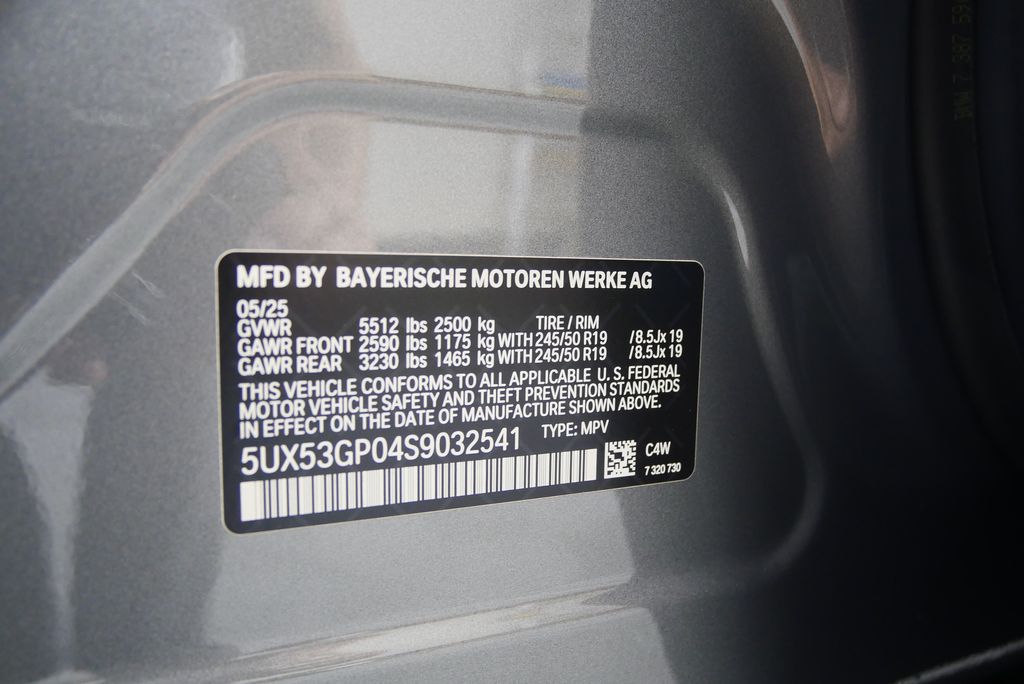 MFD BY BAYERISCHE MOTOREN WERKE AG
05/25
GVWR 5512 lbs 2500 kg TIRE / RIM
GAWR FRONT 2590 lbs 1175 kg WITH 245/50 R19 /8.5Jx 19
GAWR REAR 3230 lbs 1465 kg WITH 245/50 R19 /8.5Jx 19
THIS VEHICLE CONFORMS TO ALL APPLICABLE U. S. FEDERAL
MOTOR VEHICLE SAFETY AND THEFT PREVENTION STANDARDS
IN EFFECT ON THE DATE OF MANUFACTURE SHOWN ABOVE.
5UX53GP04S9032541 TYPE: MPV
C4W
7 320 730
BMW 7 387